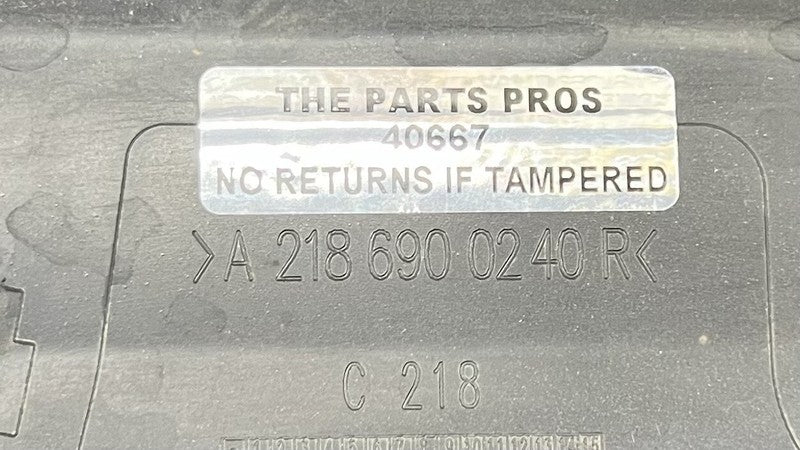 THE PARTS PROS
40667
NO RETURNS IF TAMPERED
>A 218 690 02 40 R<
C 218